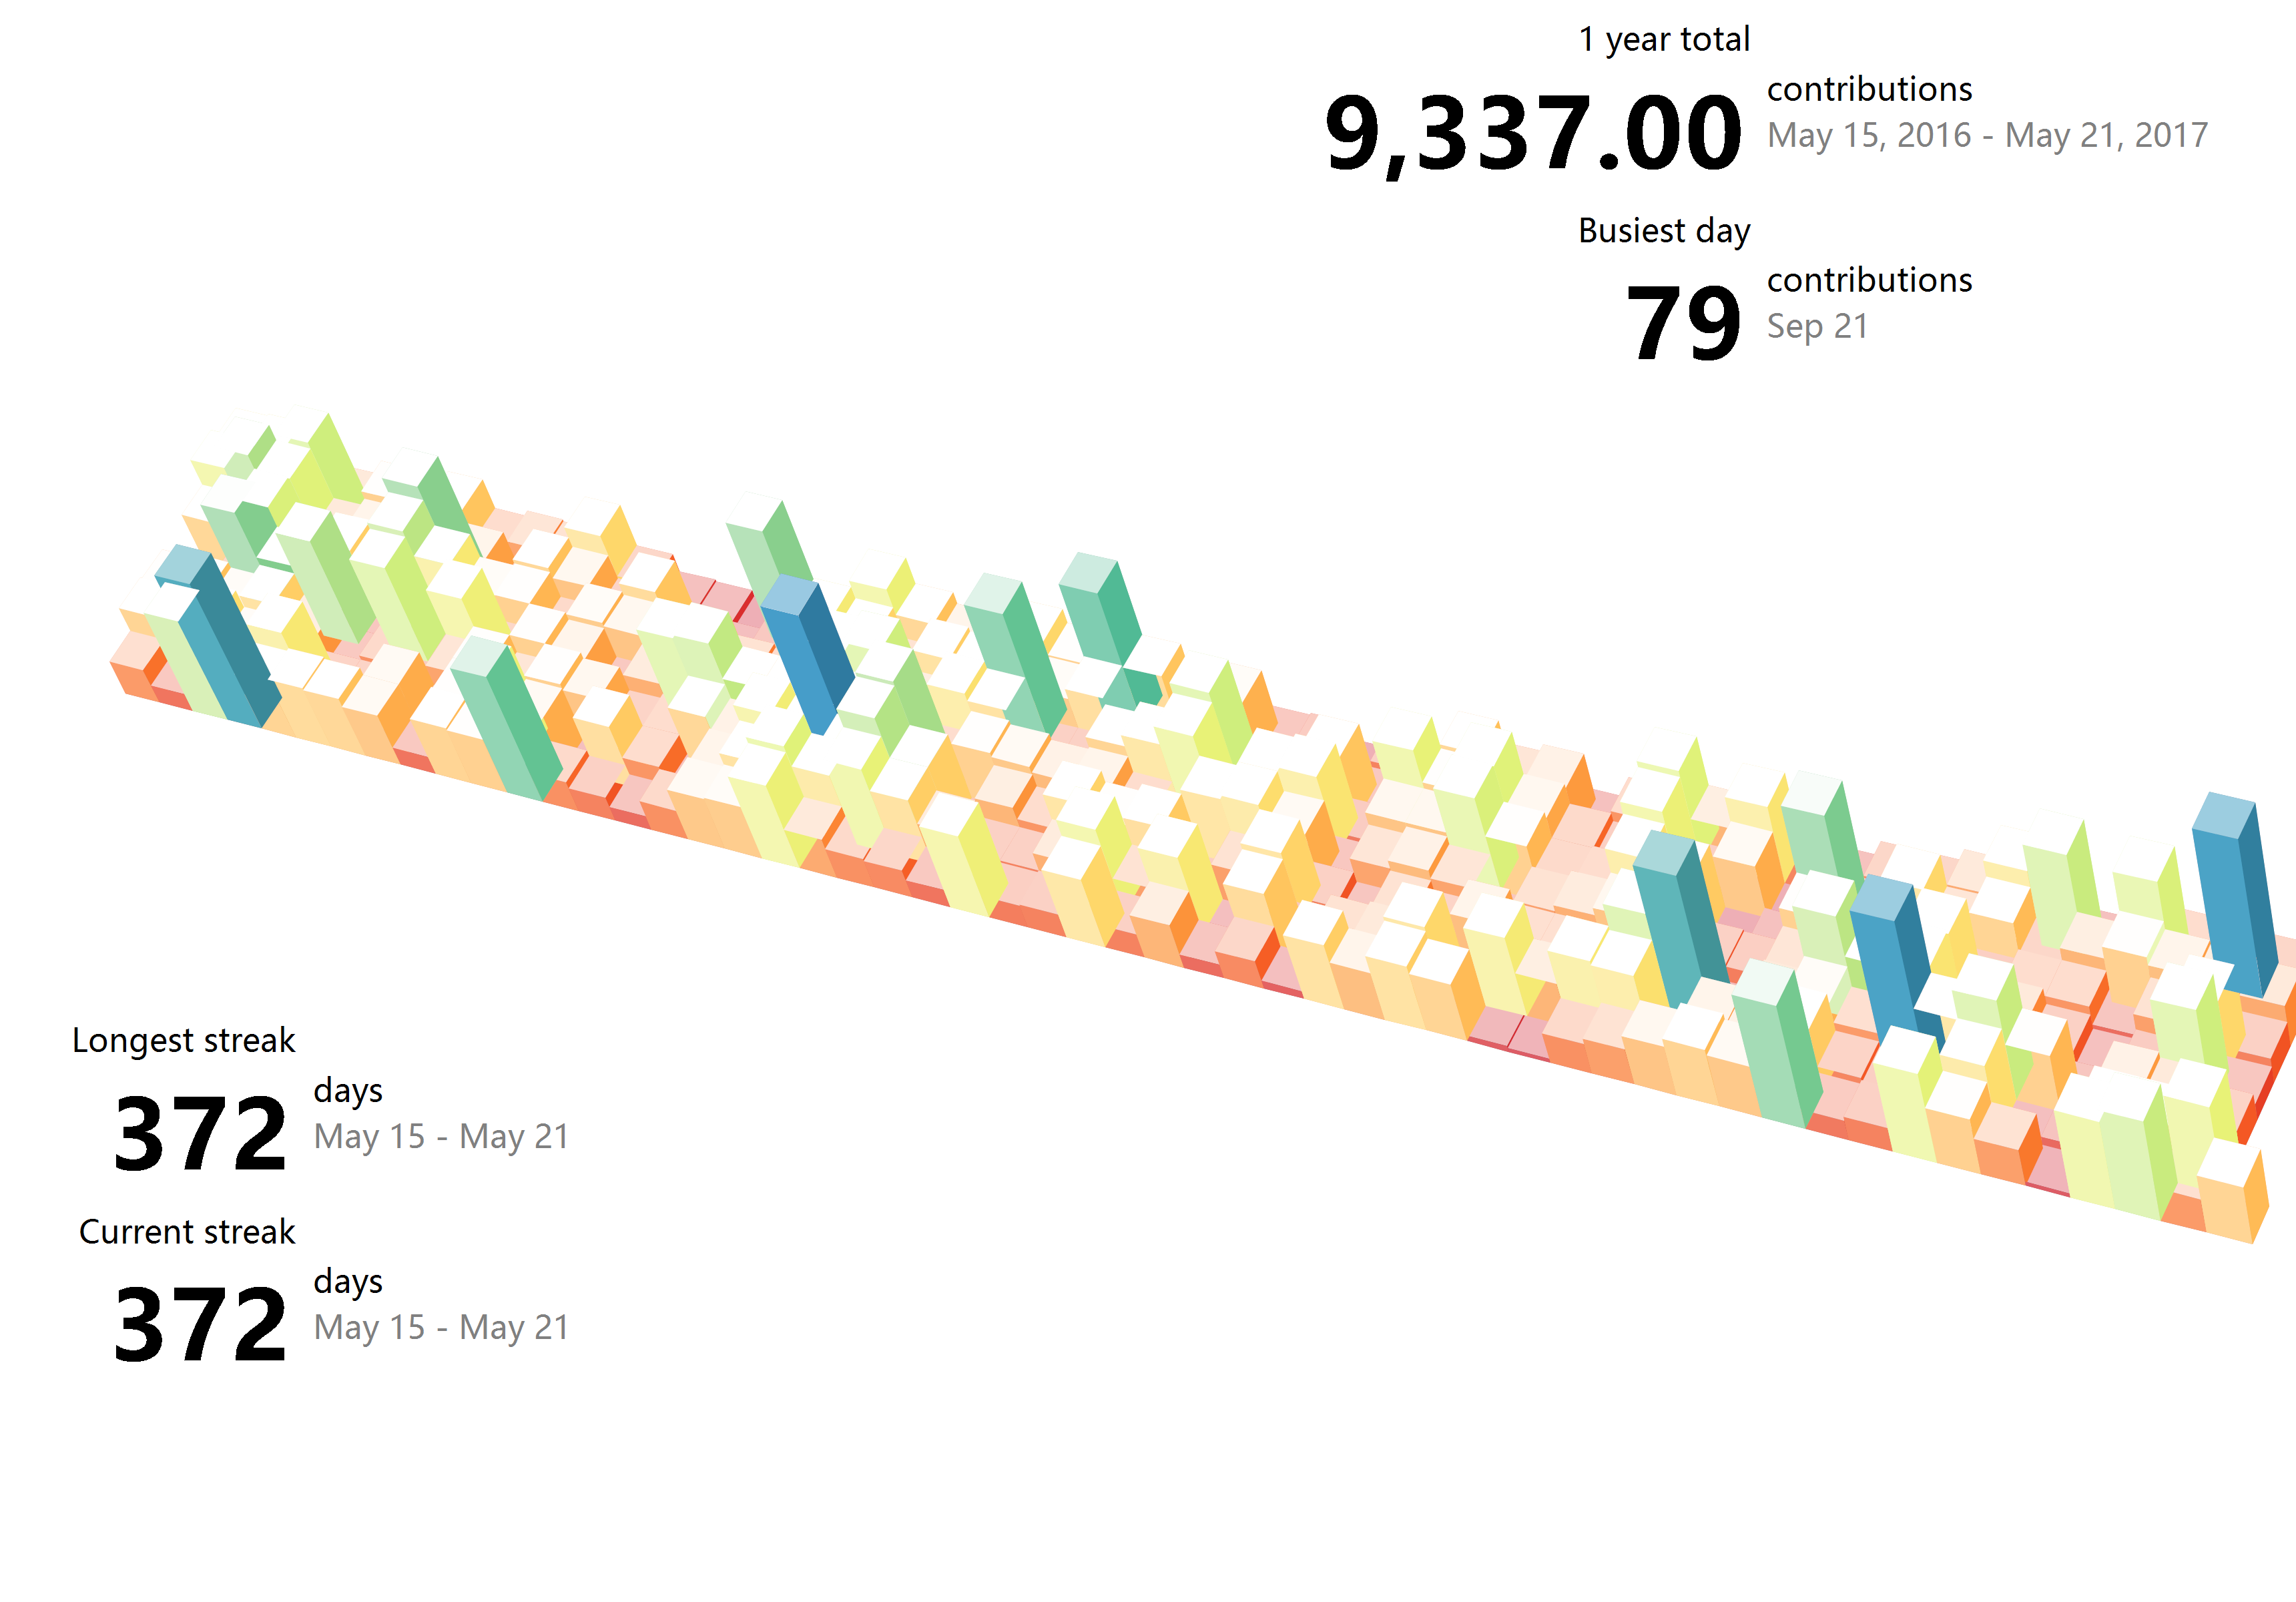 1 year total
9,337.00
contributions
May 15, 2016 - May 21, 2017
Busiest day
79
contributions
Sep 21
Longest streak
372
days
May 15 - May 21
Current streak
372
days
May 15 - May 21